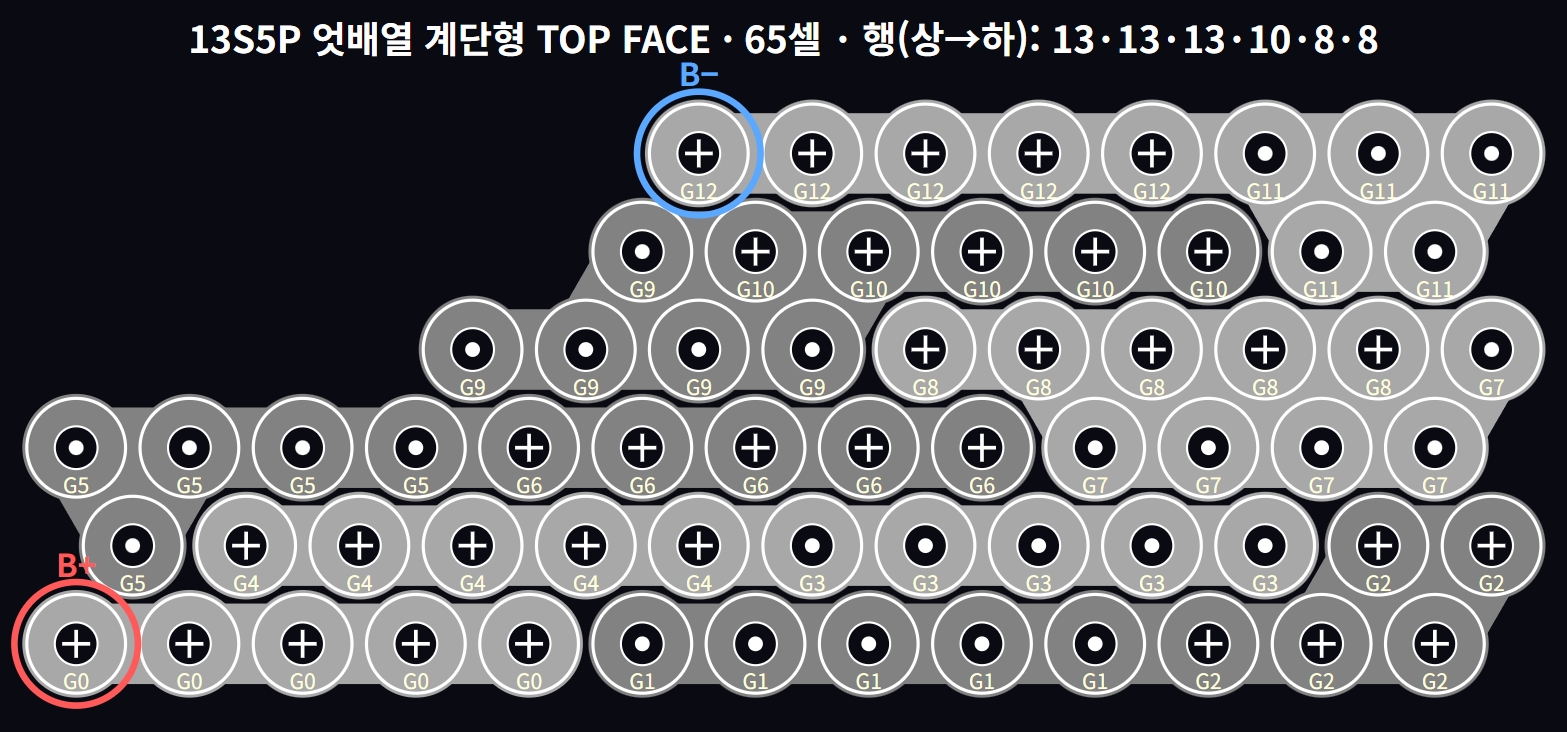 13S5P 엇배열 계단형 TOP FACE · 65셀 · 행(상→하): 13·13·13·10·8·8
B−
G12 G12 G12 G12 G12 G11 G11 G11
G9 G10 G10 G10 G10 G10 G11 G11
G9 G9 G9 G9 G8 G8 G8 G8 G8 G7
G5 G5 G5 G5 G6 G6 G6 G6 G6 G7 G7 G7 G7
B+
G5 G4 G4 G4 G4 G4 G3 G3 G3 G3 G3 G2 G2
G0 G0 G0 G0 G0 G1 G1 G1 G1 G1 G2 G2 G2